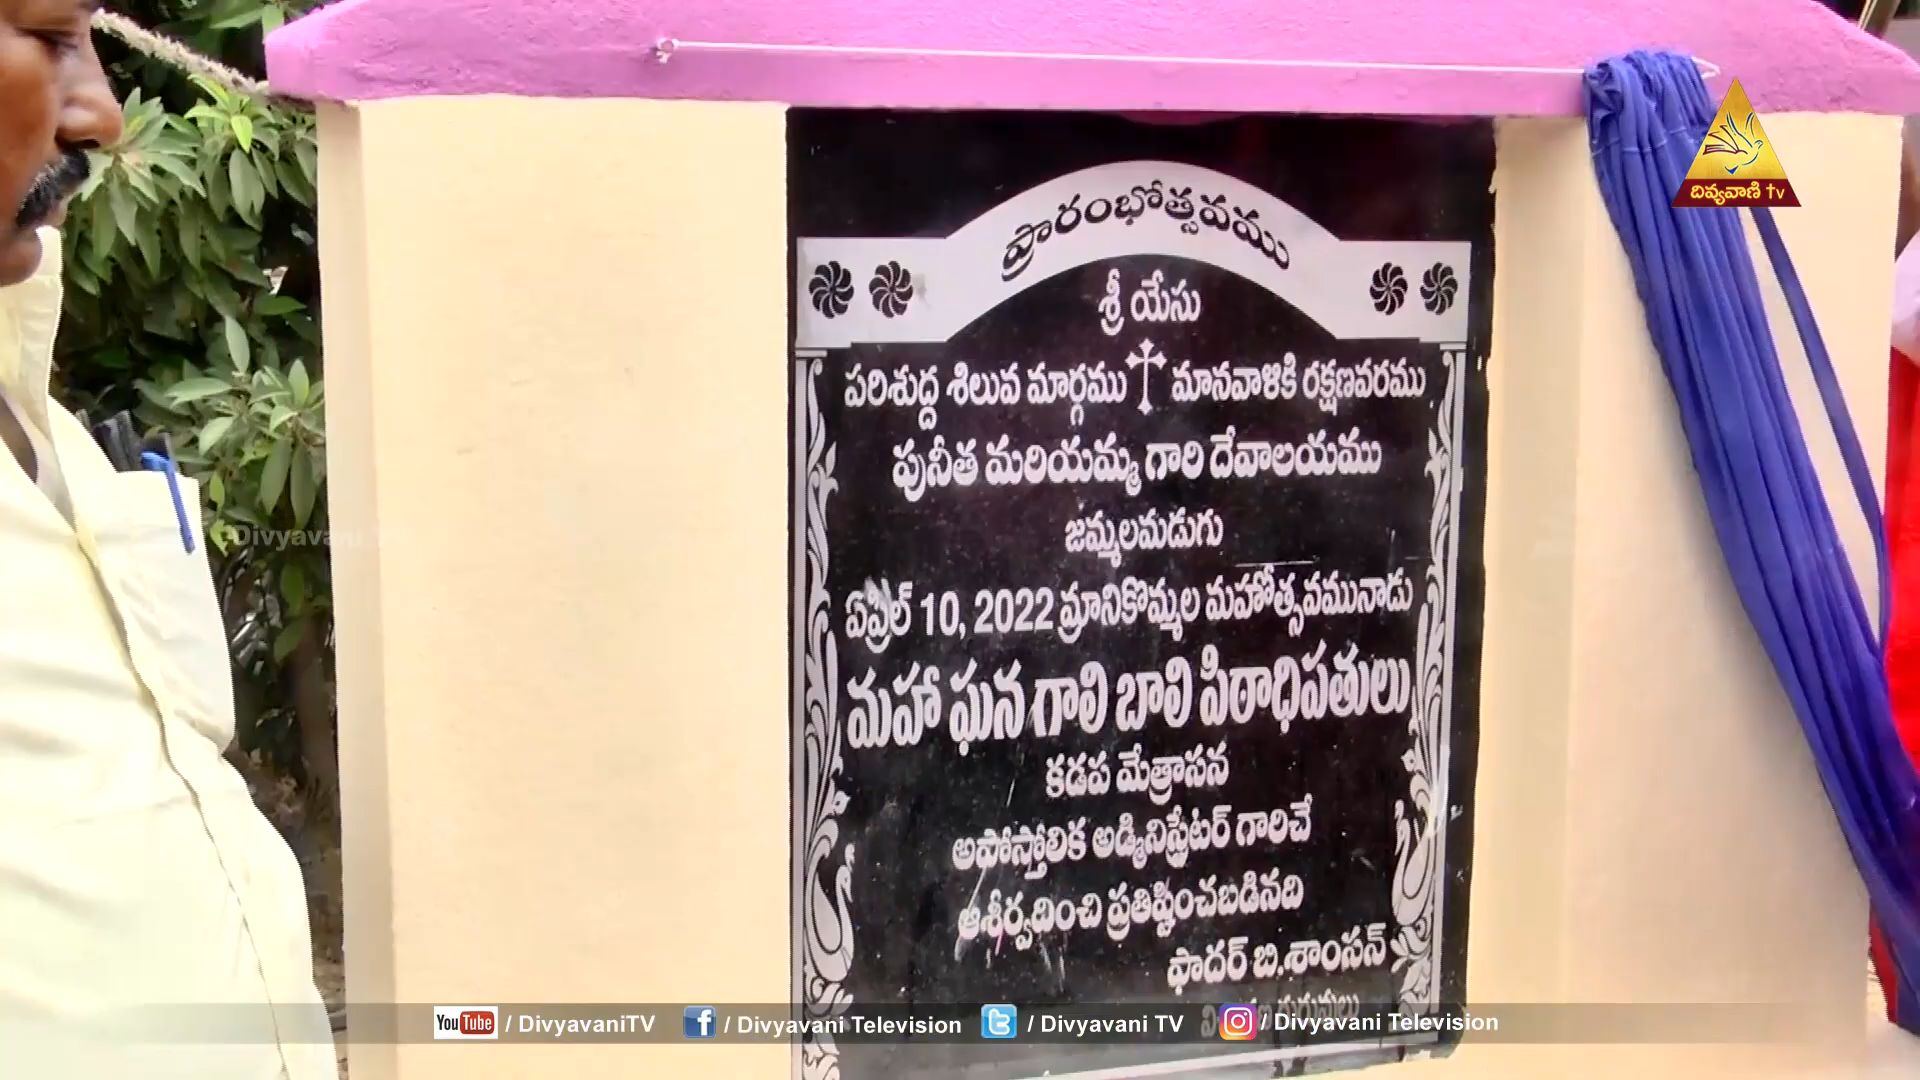 ప్రారంభోత్సవము
శ్రీ యేసు
పరిశుద్ద శిలువ మార్గము మానవాళికి రక్షణవరము
పునీత మరియమ్మ గారి దేవాలయము
జమ్మలమడుగు
ఏప్రిల్ 10, 2022 మ్రానికొమ్మల మహోత్సవమునాడు
మహా ఘన గాలి బాలి పిఠాధిపతులు
కడప మేత్రాసన
అపోస్తోలిక అడ్మినిస్ట్రేటర్ గారిచే
ఆశీర్వదించి ప్రతిష్టించబడినది
ఫాదర్ బి.శాంసన్
గురువులు
దివ్యవాణి tv
Divyavani
YouTube / DivyavaniTV f / Divyavani Television / Divyavani TV / Divyavani Television